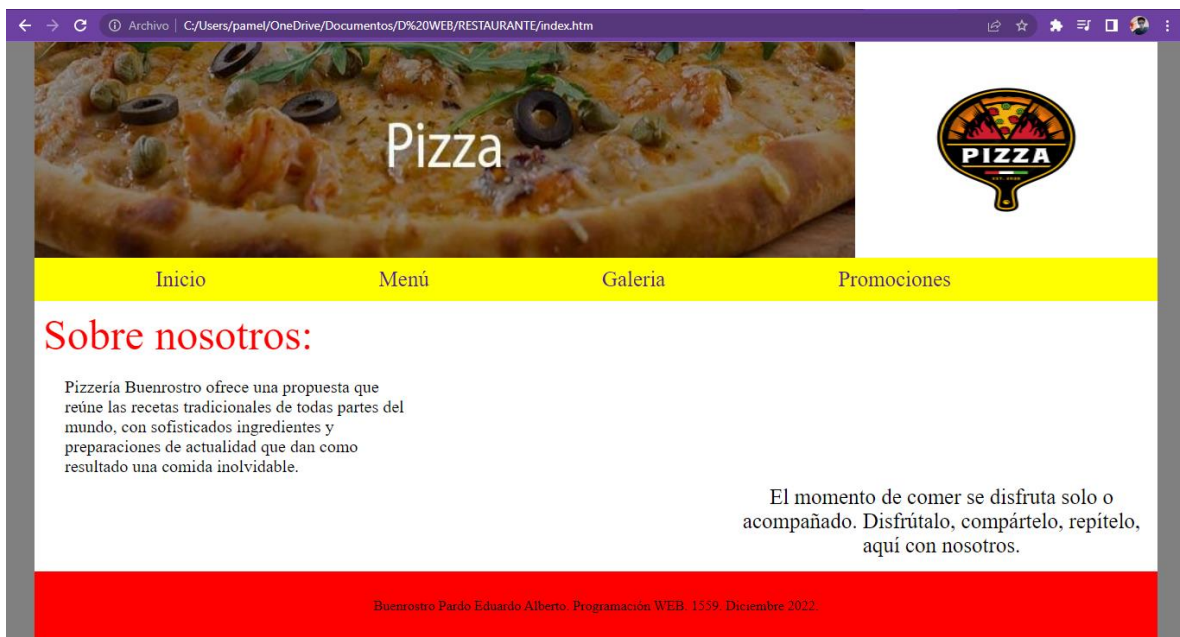 Archivo | C:/Users/pamel/OneDrive/Documentos/D%20WEB/RESTAURANTE/index.htm
Pizza
PIZZA
Inicio Menú Galeria Promociones
Sobre nosotros:
Pizzería Buenrostro ofrece una propuesta que
reúne las recetas tradicionales de todas partes del
mundo, con sofisticados ingredientes y
preparaciones de actualidad que dan como
resultado una comida inolvidable.
El momento de comer se disfruta solo o
acompañado. Disfrútalo, compártelo, repítelo,
aquí con nosotros.
Buenrostro Pardo Eduardo Alberto. Programación WEB. 1559. Diciembre 2022.